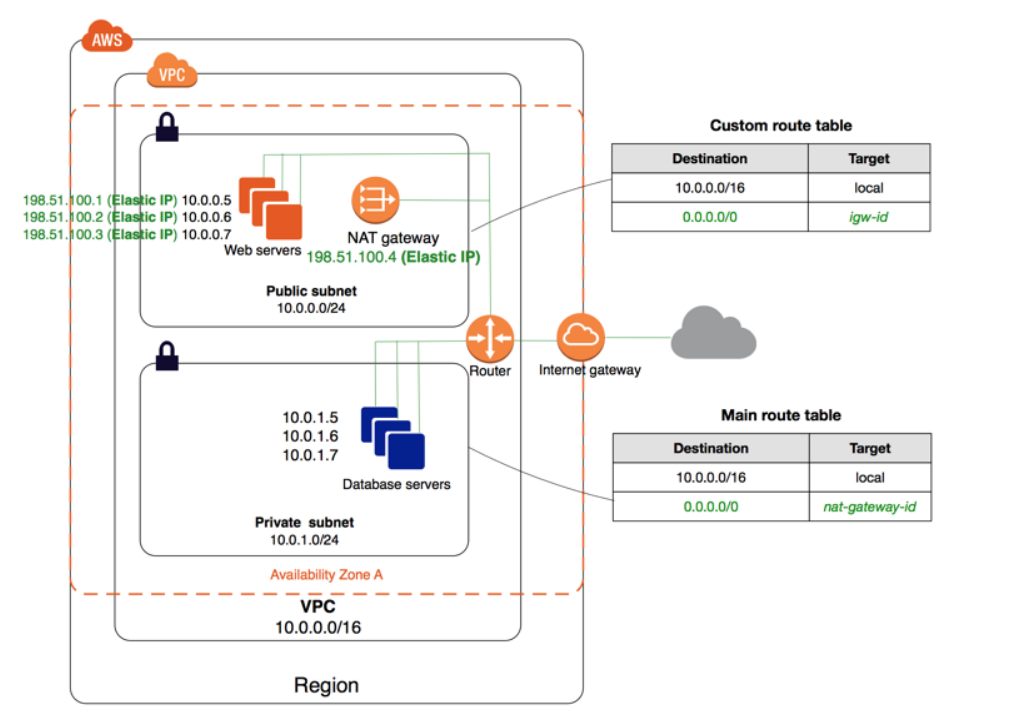 AWS
VPC
Custom route table
Destination Target
10.0.0.0/16 local
0.0.0.0/0 igw-id
198.51.100.1 (Elastic IP) 10.0.0.5
198.51.100.2 (Elastic IP) 10.0.0.6
198.51.100.3 (Elastic IP) 10.0.0.7
Web servers
NAT gateway
198.51.100.4 (Elastic IP)
Public subnet
10.0.0.0/24
Router
Internet gateway
Main route table
Destination Target
10.0.0.0/16 local
0.0.0.0/0 nat-gateway-id
10.0.1.5
10.0.1.6
10.0.1.7
Database servers
Private subnet
10.0.1.0/24
Availability Zone A
VPC
10.0.0.0/16
Region